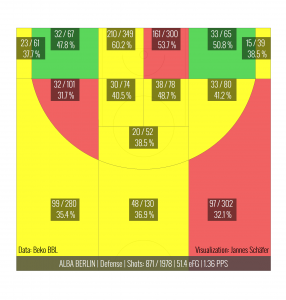 32 / 67
47.8 %
210 / 349
60.2 %
161 / 300
53.7 %
33 / 65
50.8 %
23 / 61
37.7 %
15 / 39
38.5 %
32 / 101
31.7 %
30 / 74
40.5 %
38 / 78
48.7 %
33 / 80
41.2 %
20 / 52
38.5 %
99 / 280
35.4 %
48 / 130
36.9 %
97 / 302
32.1 %
Data: Beko BBL
Visualization: Jannes Schäfer
ALBA BERLIN | Defense | Shots: 871 / 1978 | 51.4 eFG | 1.36 PPS